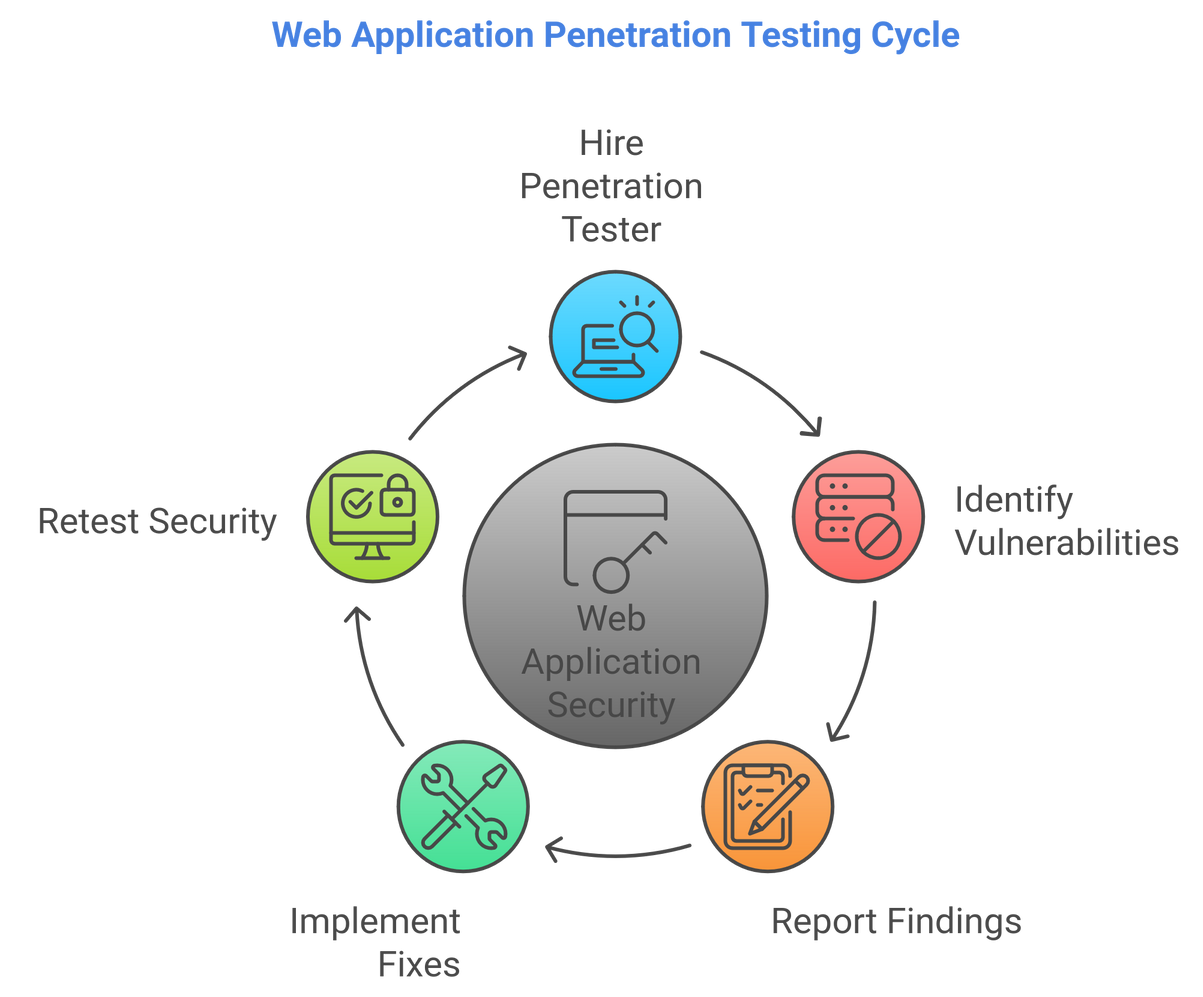 Web Application Penetration Testing Cycle
Hire
Penetration
Tester
Identify
Vulnerabilities
Retest Security
Web
Application
Security
Implement
Fixes
Report Findings